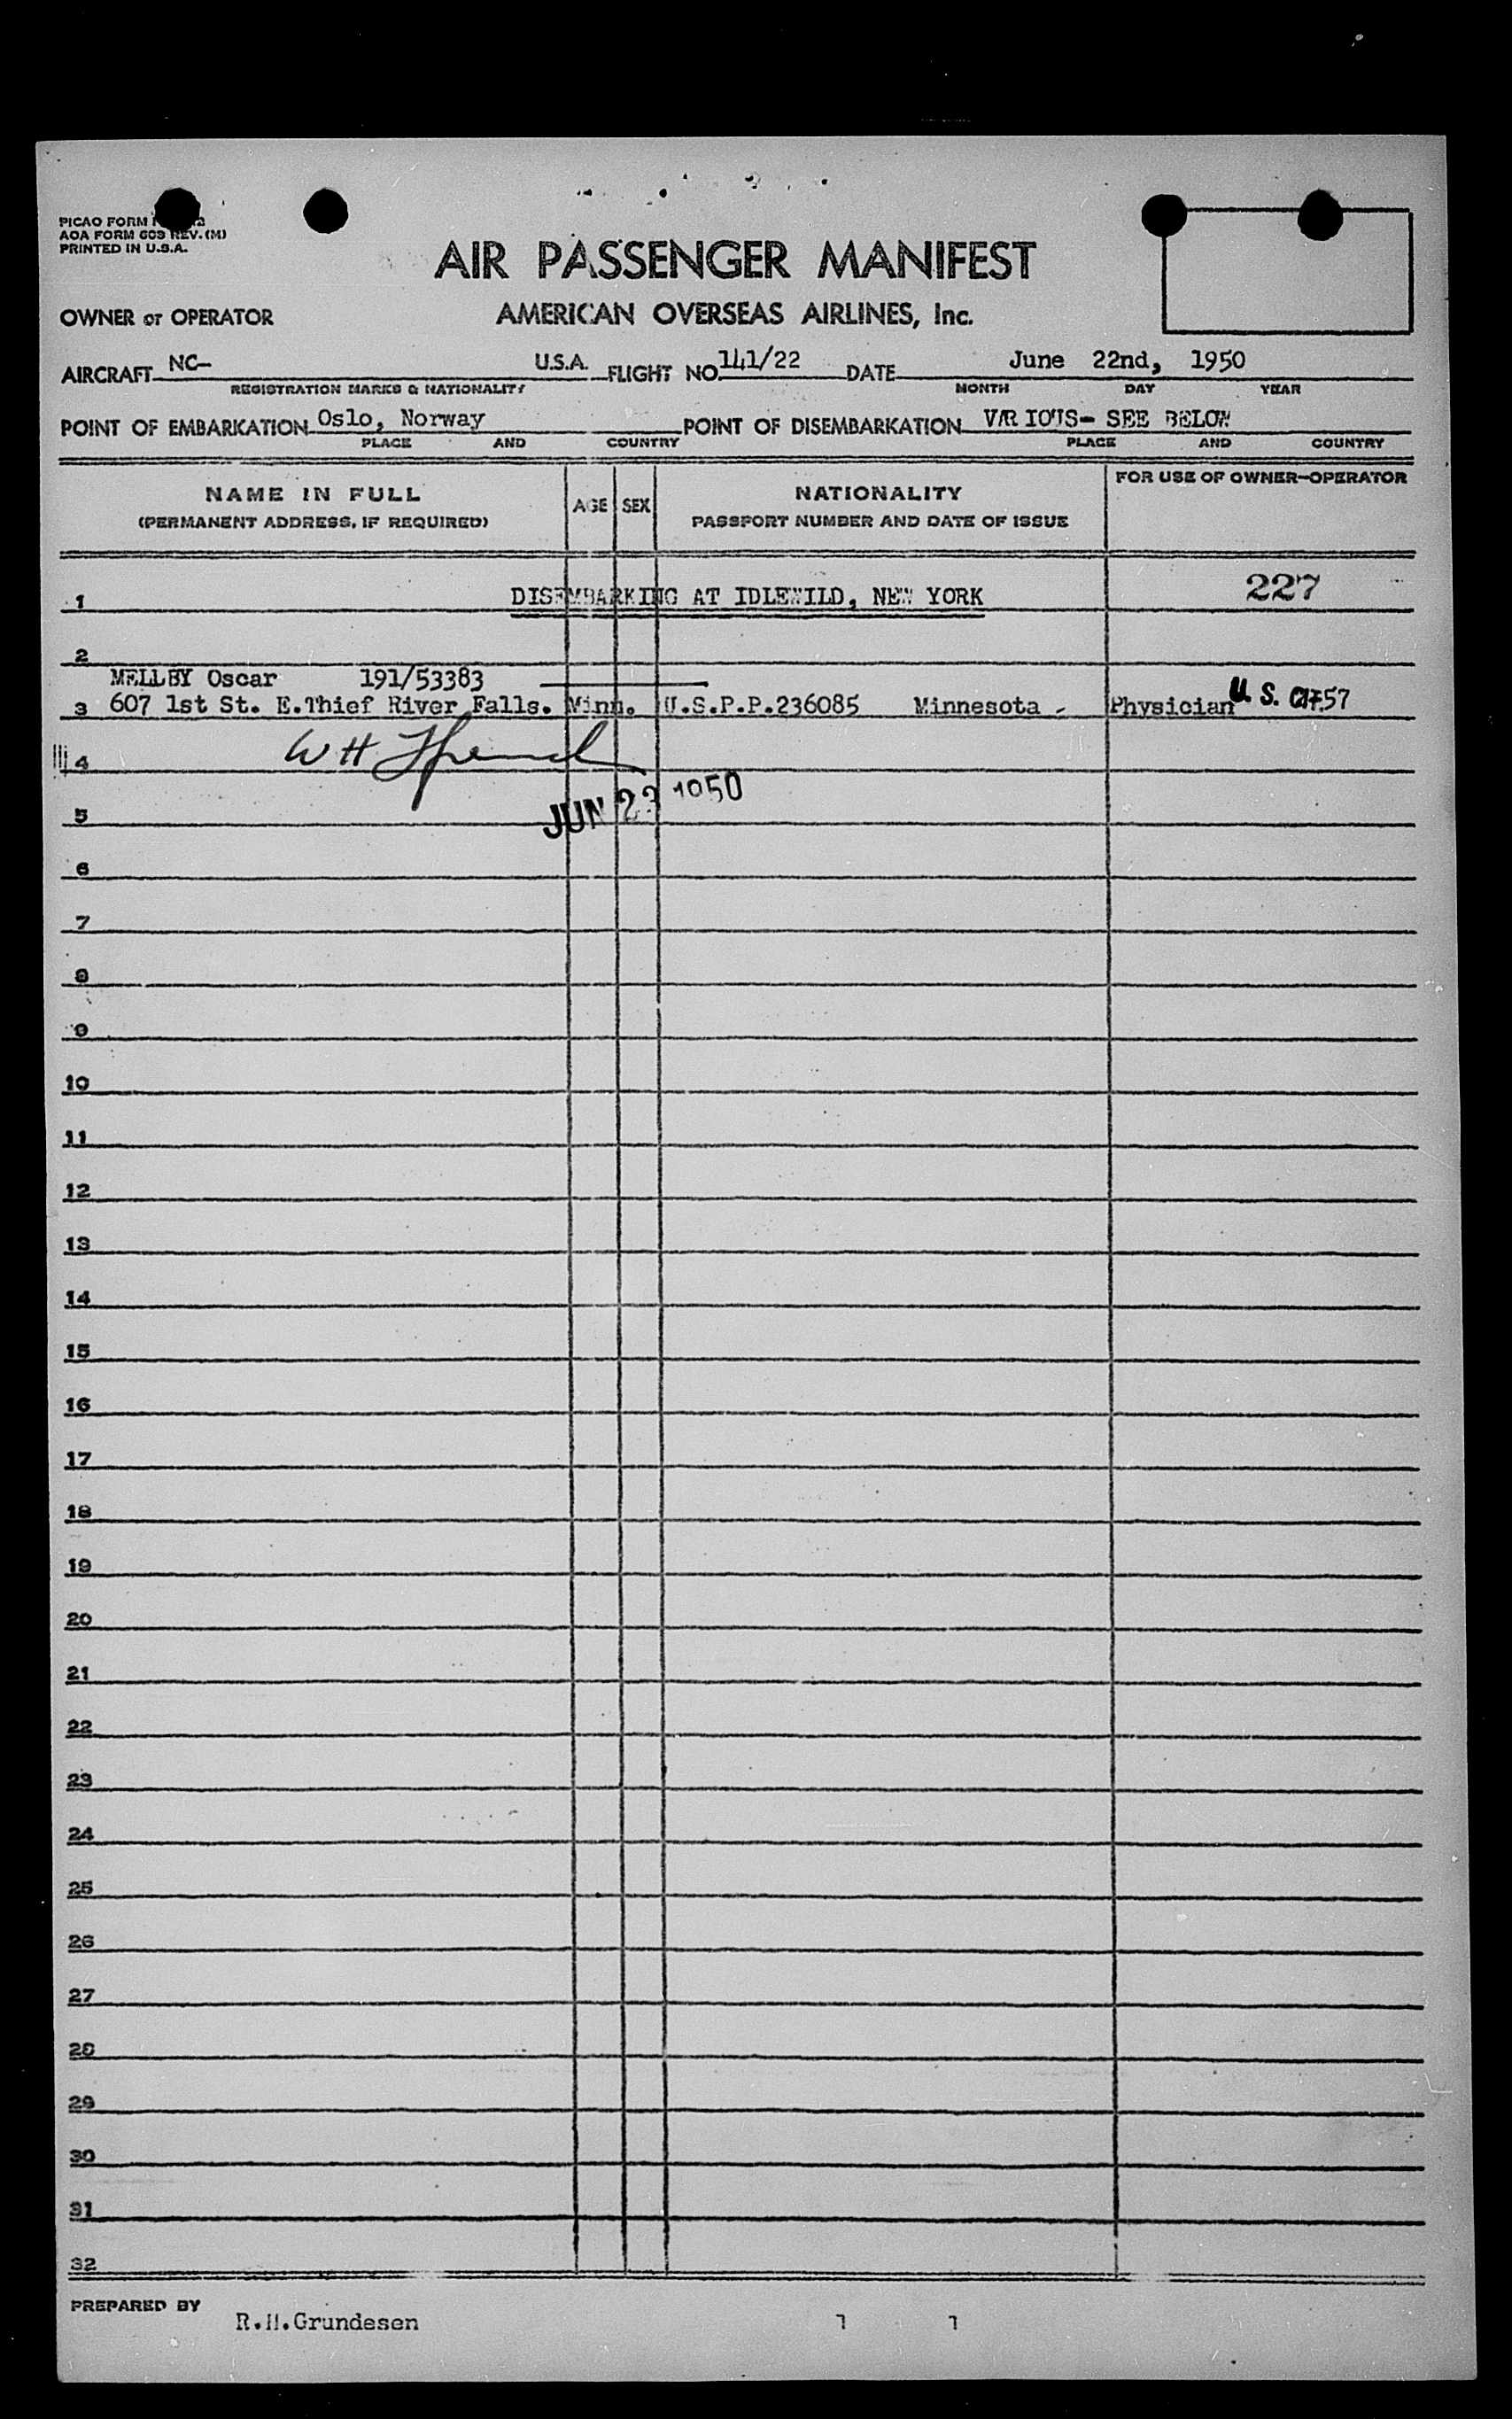 PICAO FORM
AOA FORM 609 REV. (M)
PRINTED IN U.S.A.
AIR PASSENGER MANIFEST
OWNER or OPERATOR AMERICAN OVERSEAS AIRLINES, Inc.
AIRCRAFT NC- U.S.A. FLIGHT NO 141/22 DATE June 22nd, 1950
REGISTRATION MARKS & NATIONALITY MONTH DAY YEAR
POINT OF EMBARKATION Oslo, Norway POINT OF DISEMBARKATION VAR IOUS- SEE BELOW
PLACE AND COUNTRY PLACE AND COUNTRY
NAME IN FULL AGE SEX NATIONALITY FOR USE OF OWNER-OPERATOR
(PERMANENT ADDRESS, IF REQUIRED) PASSPORT NUMBER AND DATE OF ISSUE
1 DISEMBARKING AT IDLEWILD, NEW YORK 227
2
MELLBY Oscar 191/53383
3 607 1st St. E.Thief River Falls. Minn. U.S.P.P.236085 Minnesota - Physician U. S. 57
4 W H
JUN 23 1950
5
6
7
8
9
10
11
12
13
14
15
16
17
18
19
20
21
22
23
24
25
26
27
28
29
30
31
32
PREPARED BY
R.H.Grundesen 1 1